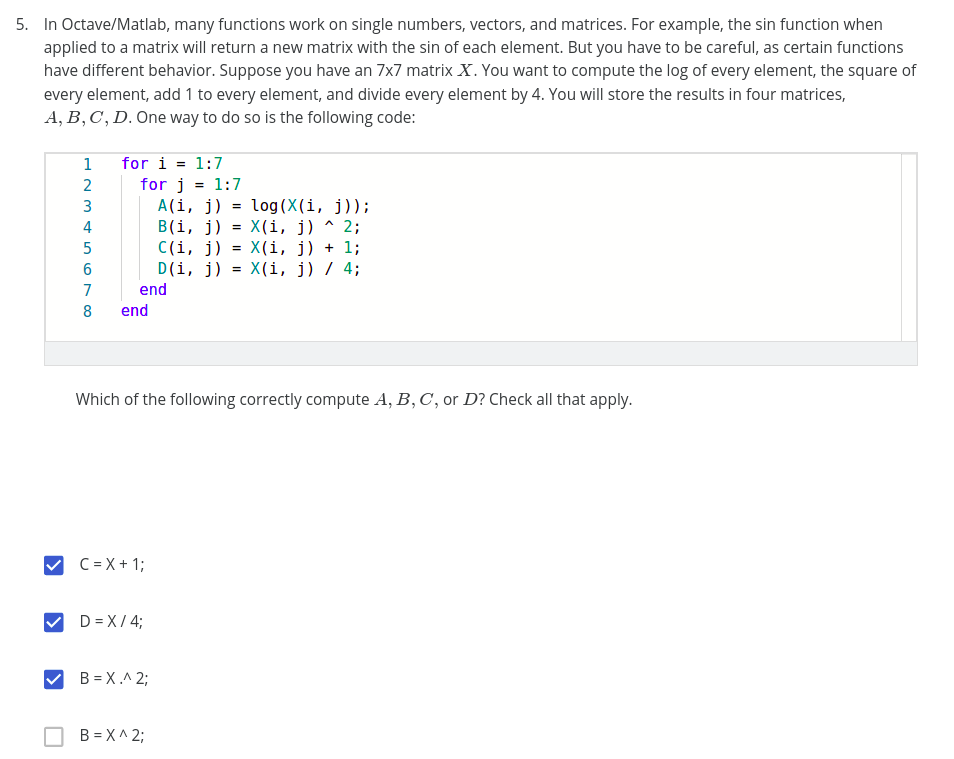 5. In Octave/Matlab, many functions work on single numbers, vectors, and matrices. For example, the sin function when
applied to a matrix will return a new matrix with the sin of each element. But you have to be careful, as certain functions
have different behavior. Suppose you have an 7x7 matrix X. You want to compute the log of every element, the square of
every element, add 1 to every element, and divide every element by 4. You will store the results in four matrices,
A, B, C, D. One way to do so is the following code:
1 for i = 1:7
2 for j = 1:7
3 A(i, j) = log(X(i, j));
4 B(i, j) = X(i, j) ^ 2;
5 C(i, j) = X(i, j) + 1;
6 D(i, j) = X(i, j) / 4;
7 end
8 end
Which of the following correctly compute A, B, C, or D? Check all that apply.
C = X + 1;
D = X / 4;
B = X .^ 2;
B = X ^ 2;